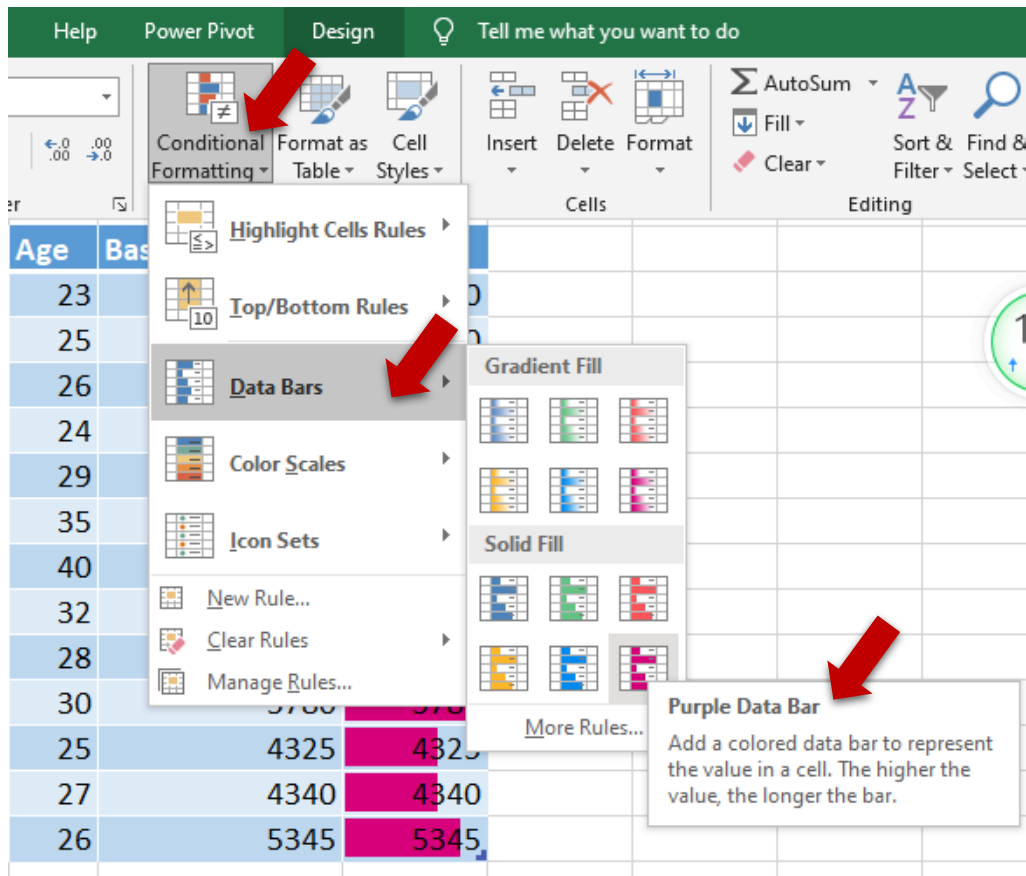 Help Power Pivot Design Tell me what you want to do
Conditional Formatting
Format as Table
Cell Styles
Insert Delete Format
Cells
AutoSum
Fill
Clear
Sort & Filter
Find & Select
Editing
Age Bas
23
25
26
24
29
35
40
32
28
30
25 4325 4325
27 4340 4340
26 5345 5345
Highlight Cells Rules
Top/Bottom Rules
10
Data Bars
Color Scales
Icon Sets
New Rule...
Clear Rules
Manage Rules...
Gradient Fill
Solid Fill
More Rules...
Purple Data Bar
Add a colored data bar to represent
the value in a cell. The higher the
value, the longer the bar.